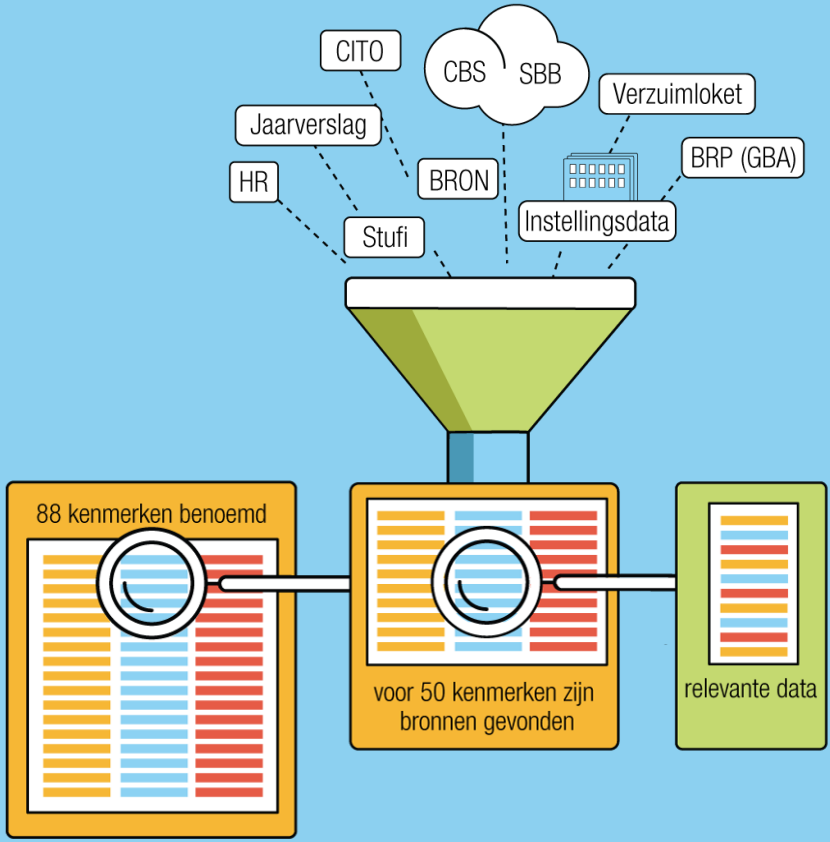 CITO
CBS
SBB
Verzuimloket
Jaarverslag
BRP (GBA)
HR
BRON
Instellingsdata
Stufi
88 kenmerken benoemd
voor 50 kenmerken zijn
bronnen gevonden
relevante data